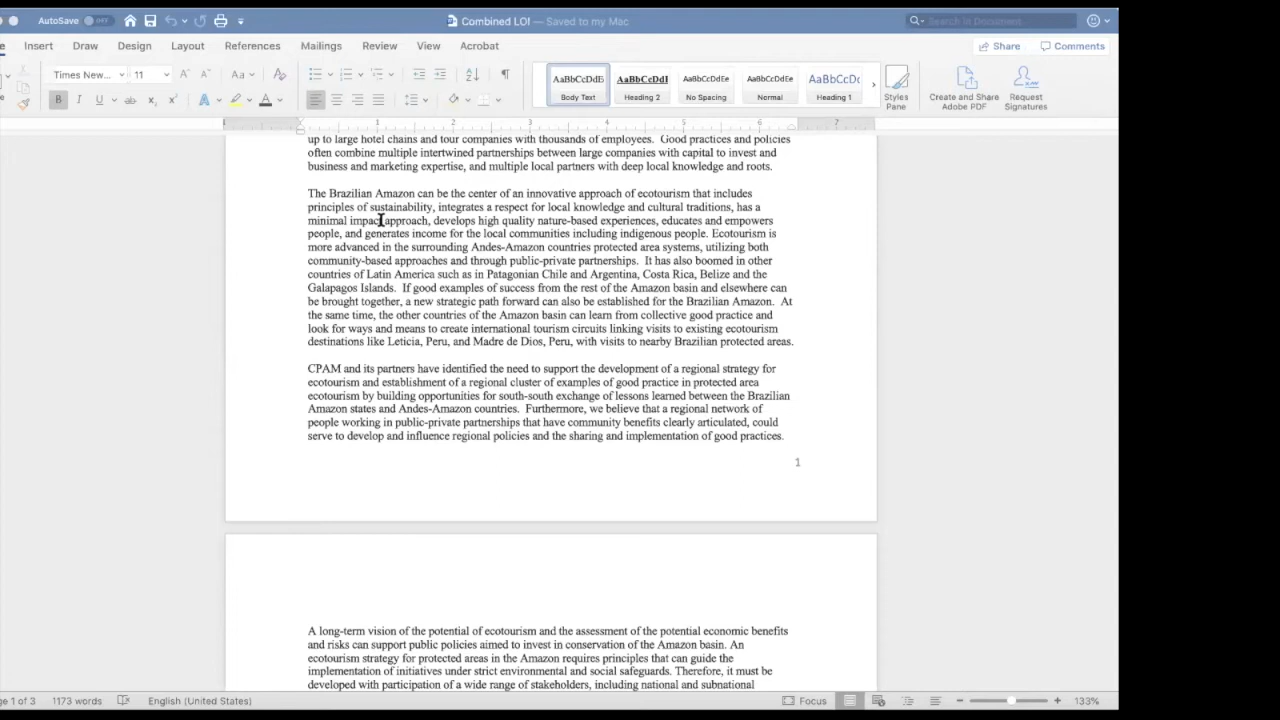 AutoSave OFF
Combined LOI — Saved to my Mac
Search in Document
Insert Draw Design Layout References Mailings Review View Acrobat
Share Comments
Times New... 11
AaBbCcDdE AaBbCcDdI AaBbCcDdEe AaBbCcDdEe AaBbCcDc
Body Text Heading 2 No Spacing Normal Heading 1
Styles Pane
Create and Share Adobe PDF
Request Signatures
1 2 3 4 5 6 7
up to large hotel chains and tour companies with thousands of employees. Good practices and policies
often combine multiple intertwined partnerships between large companies with capital to invest and
business and marketing expertise, and multiple local partners with deep local knowledge and roots.
The Brazilian Amazon can be the center of an innovative approach of ecotourism that includes
principles of sustainability, integrates a respect for local knowledge and cultural traditions, has a
minimal impact approach, develops high quality nature-based experiences, educates and empowers
people, and generates income for the local communities including indigenous people. Ecotourism is
more advanced in the surrounding Andes-Amazon countries protected area systems, utilizing both
community-based approaches and through public-private partnerships. It has also boomed in other
countries of Latin America such as in Patagonian Chile and Argentina, Costa Rica, Belize and the
Galapagos Islands. If good examples of success from the rest of the Amazon basin and elsewhere can
be brought together, a new strategic path forward can also be established for the Brazilian Amazon. At
the same time, the other countries of the Amazon basin can learn from collective good practice and
look for ways and means to create international tourism circuits linking visits to existing ecotourism
destinations like Leticia, Peru, and Madre de Dios, Peru, with visits to nearby Brazilian protected areas.
CPAM and its partners have identified the need to support the development of a regional strategy for
ecotourism and establishment of a regional cluster of examples of good practice in protected area
ecotourism by building opportunities for south-south exchange of lessons learned between the Brazilian
Amazon states and Andes-Amazon countries. Furthermore, we believe that a regional network of
people working in public-private partnerships that have community benefits clearly articulated, could
serve to develop and influence regional policies and the sharing and implementation of good practices.
1
A long-term vision of the potential of ecotourism and the assessment of the potential economic benefits
and risks can support public policies aimed to invest in conservation of the Amazon basin. An
ecotourism strategy for protected areas in the Amazon requires principles that can guide the
implementation of initiatives under strict environmental and social safeguards. Therefore, it must be
developed with participation of a wide range of stakeholders, including national and subnational
ge 1 of 3 1173 words English (United States) Focus 133%